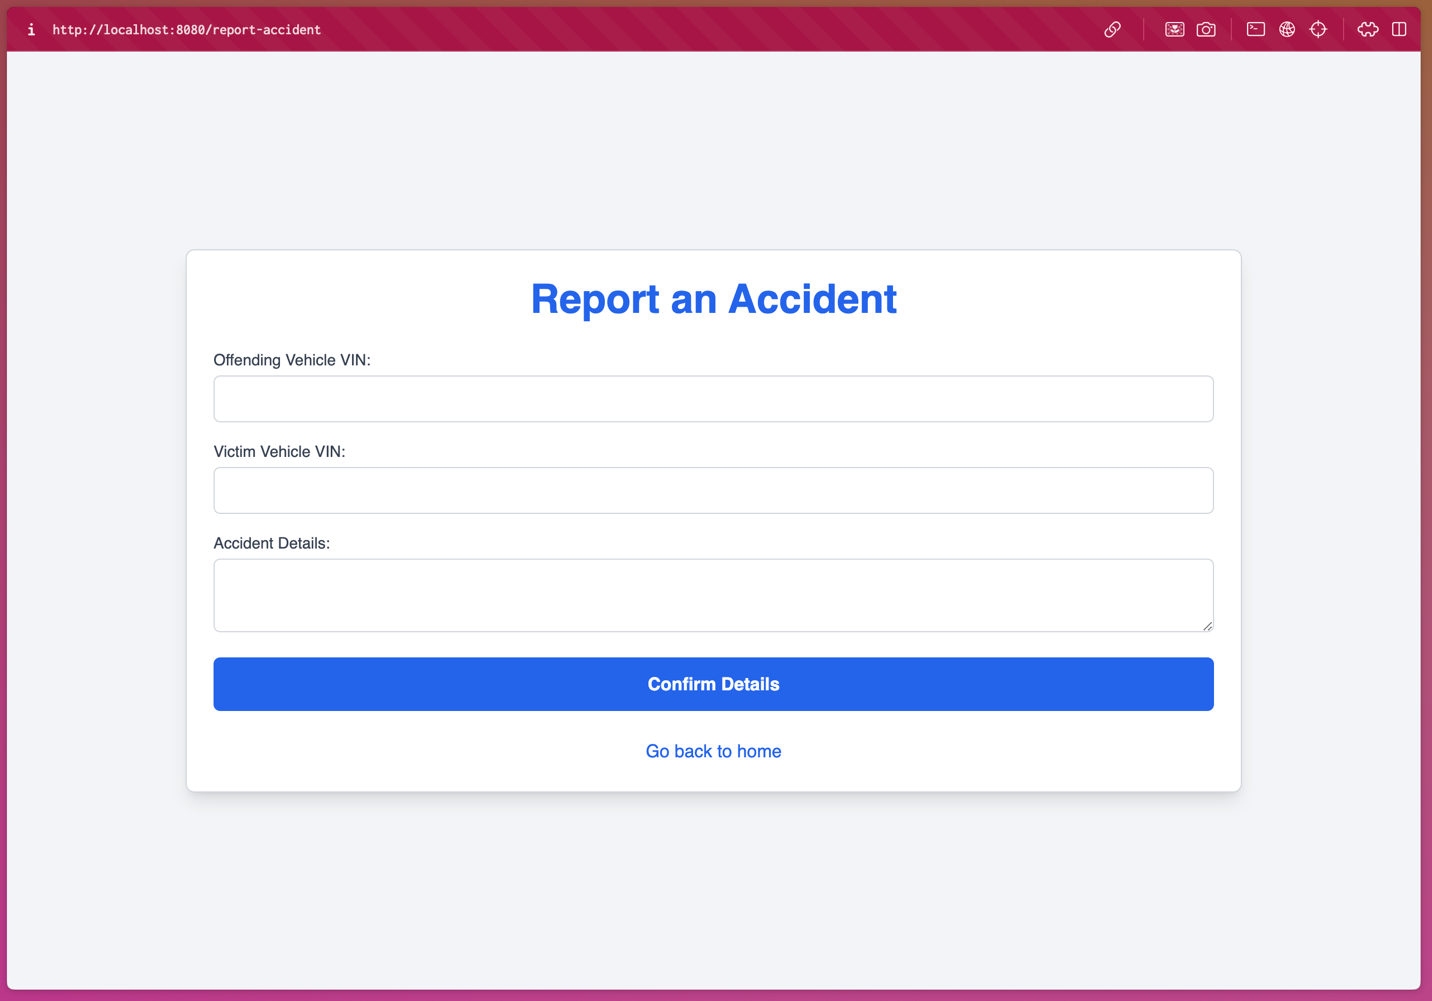 http://localhost:8080/report-accident
Report an Accident
Offending Vehicle VIN:
Victim Vehicle VIN:
Accident Details:
Confirm Details
Go back to home